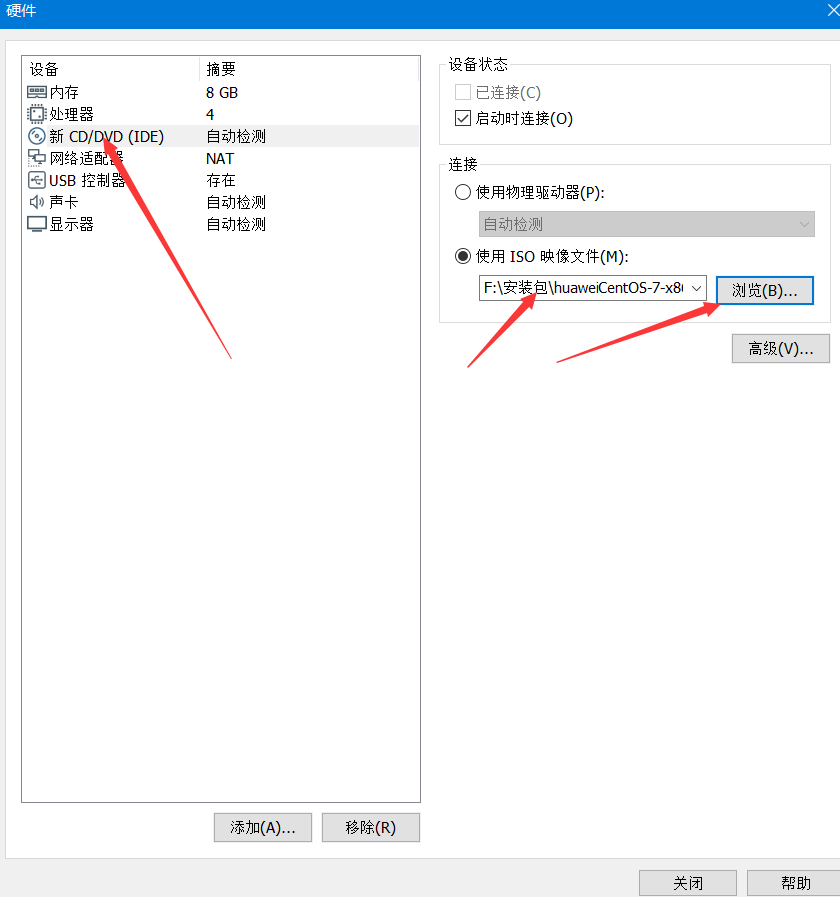 硬件
设备 摘要
内存 8 GB
处理器 4
新 CD/DVD (IDE) 自动检测
网络适配器 NAT
USB 控制器 存在
声卡 自动检测
显示器 自动检测
添加(A)... 移除(R)
设备状态
已连接(C)
启动时连接(O)
连接
使用物理驱动器(P):
自动检测
使用 ISO 映像文件(M):
F:\安装包\huaweiCentOS-7-x8 浏览(B)...
高级(V)...
关闭 帮助